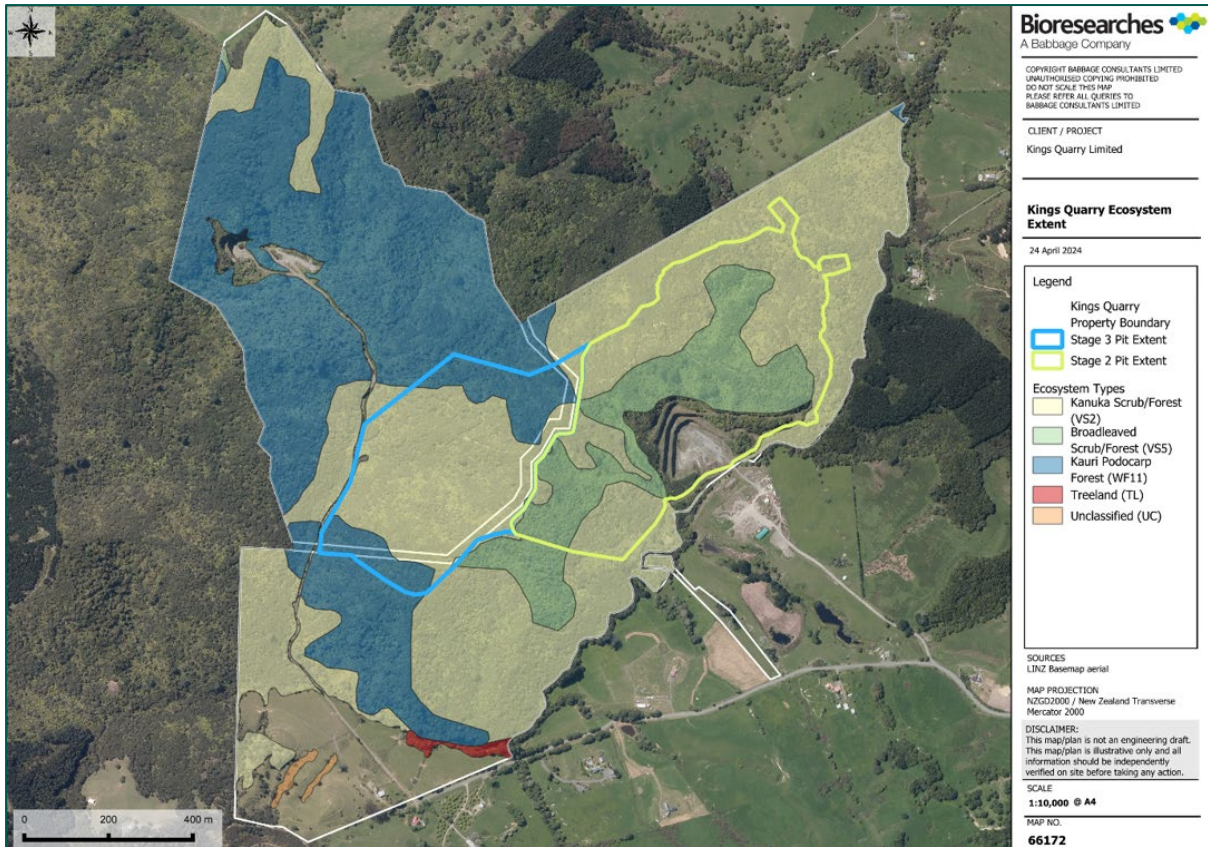 N
W
E
S
0 200 400 m
Bioresearches
A Babbage Company
COPYRIGHT BABBAGE CONSULTANTS LIMITED
UNAUTHORISED COPYING PROHIBITED
DO NOT SCALE THIS MAP
PLEASE REFER ALL QUERIES TO
BABBAGE CONSULTANTS LIMITED
CLIENT / PROJECT
Kings Quarry Limited
Kings Quarry Ecosystem
Extent
24 April 2024
Legend
Kings Quarry
Property Boundary
Stage 3 Pit Extent
Stage 2 Pit Extent
Ecosystem Types
Kanuka Scrub/Forest
(VS2)
Broadleaved
Scrub/Forest (VS5)
Kauri Podocarp
Forest (WF11)
Treeland (TL)
Unclassified (UC)
SOURCES
LINZ Basemap aerial
MAP PROJECTION
NZGD2000 / New Zealand Transverse
Mercator 2000
DISCLAIMER:
This map/plan is not an engineering draft.
This map/plan is illustrative only and all
information should be independently
verified on site before taking any action.
SCALE
1:10,000 @ A4
MAP NO.
66172